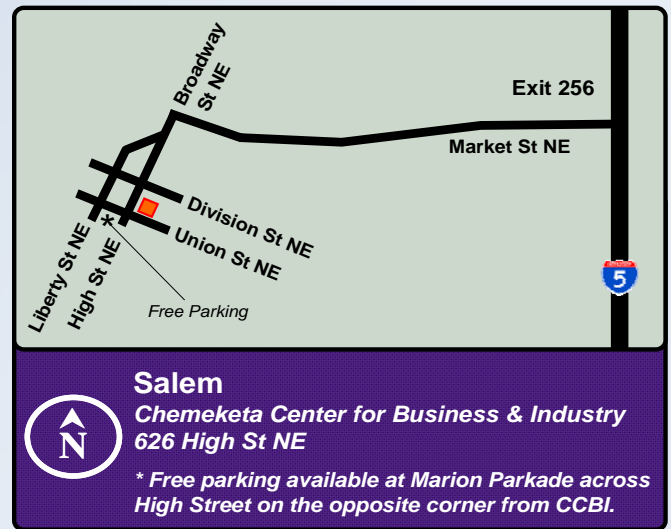 Broadway
St NE
Exit 256
Market St NE
Division St NE
Union St NE
Liberty St NE
High St NE
*
Free Parking
5
Salem
Chemeketa Center for Business & Industry
626 High St NE
N
* Free parking available at Marion Parkade across
High Street on the opposite corner from CCBI.